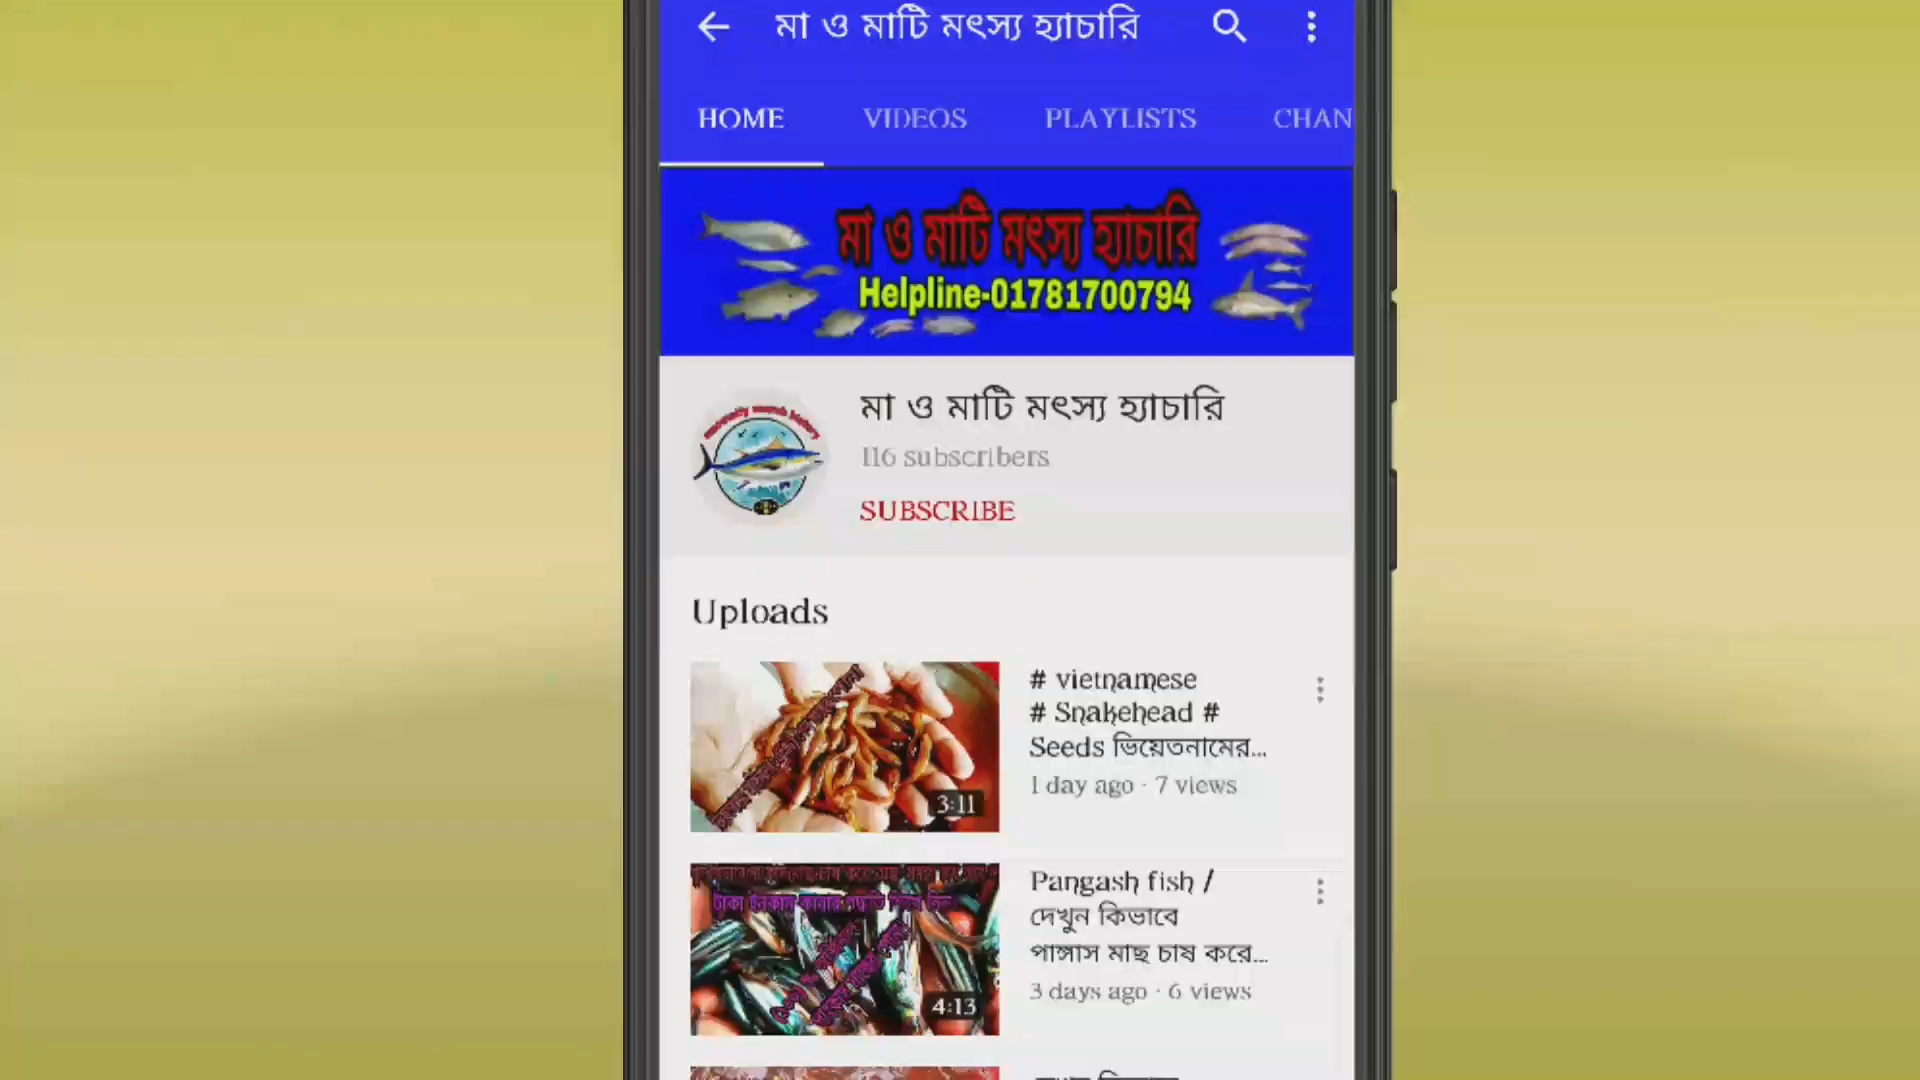 মা ও মাটি মৎস্য হ্যাচারি
HOME VIDEOS PLAYLISTS CHAN
মা ও মাটি মৎস্য হ্যাচারি
Helpline-01781700794
মা ও মাটি মৎস্য হ্যাচারি
116 subscribers
SUBSCRIBE
Uploads
# vietnamese
# Snakehead #
Seeds ভিয়েতনামের...
1 day ago · 7 views
3:11
Pangash fish /
দেখুন কিভাবে
পাঙ্গাস মাছ চাষ করে...
3 days ago · 6 views
4:13